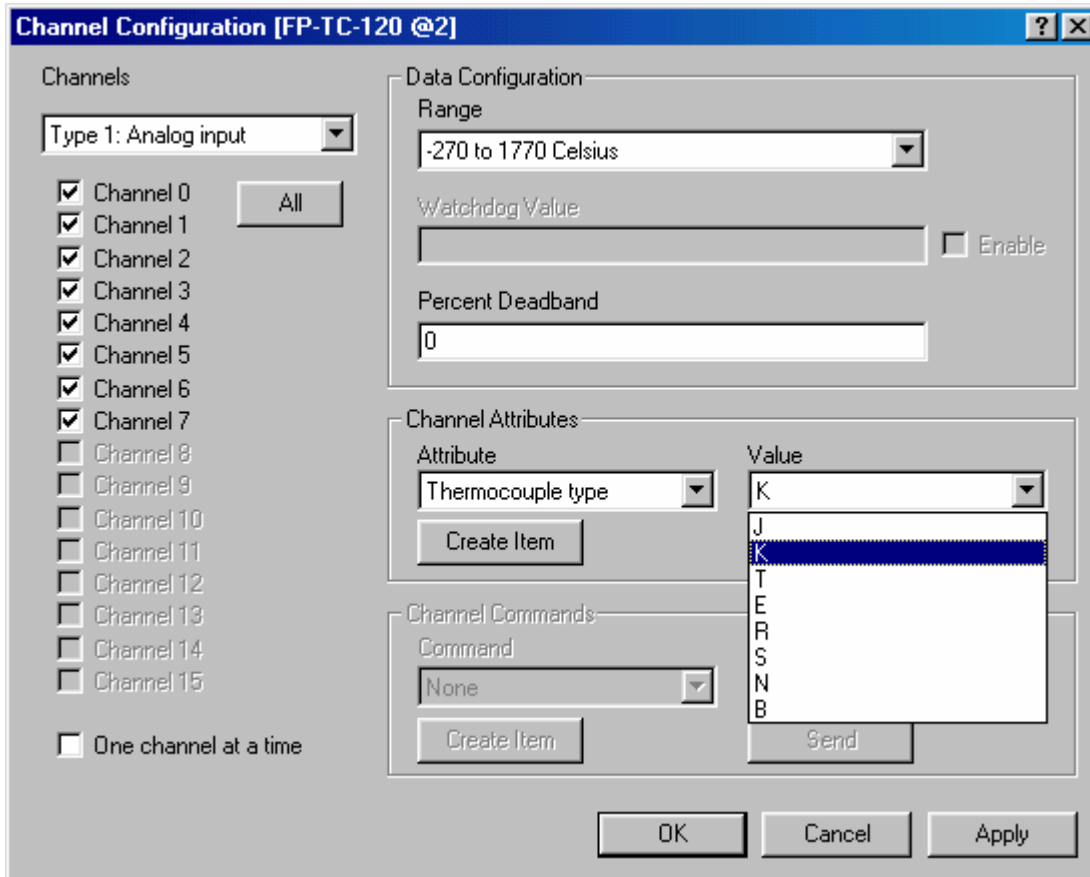 Channel Configuration [FP-TC-120 @2]
Channels
Type 1: Analog input
All
Channel 0
Channel 1
Channel 2
Channel 3
Channel 4
Channel 5
Channel 6
Channel 7
Channel 8
Channel 9
Channel 10
Channel 11
Channel 12
Channel 13
Channel 14
Channel 15
One channel at a time
Data Configuration
Range
-270 to 1770 Celsius
Watchdog Value
Enable
Percent Deadband
0
Channel Attributes
Attribute
Thermocouple type
Create Item
Value
K
J
K
T
E
R
S
N
B
Channel Commands
Command
None
Create Item
Send
OK
Cancel
Apply